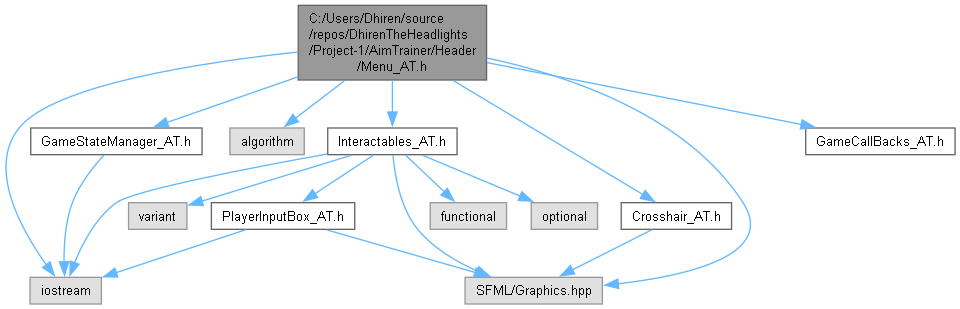 C:/Users/Dhiren/source
/repos/DhirenTheHeadlights
/Project-1/AimTrainer/Header
/Menu_AT.h
GameStateManager_AT.h
algorithm
Interactables_AT.h
GameCallBacks_AT.h
variant
PlayerInputBox_AT.h
functional
optional
Crosshair_AT.h
iostream
SFML/Graphics.hpp